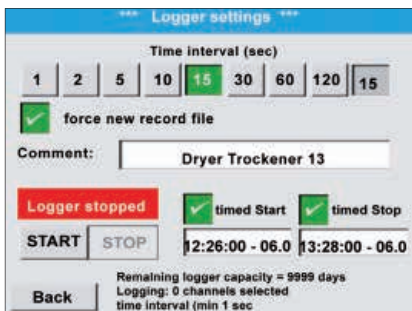 *** Logger settings ***
Time interval (sec)
1 2 5 10 15 30 60 120 15
force new record file
Comment: Dryer Trockener 13
Logger stopped timed Start timed Stop
START STOP 12:26:00 - 06.0 13:28:00 - 06.0
Remaining logger capacity = 9999 days
Logging: 0 channels selected
time interval (min 1 sec
Back